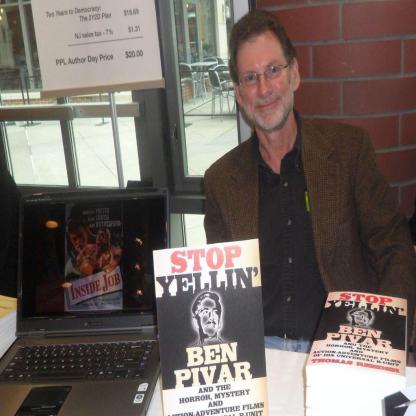 Two Years to Democracy:
The 2Y2D Plan $18.69
NJ sales tax - 7% $1.31
PPL Author Day Price $20.00
INSIDE JOB
STOP
YELLIN'
BEN
PIVAR
AND THE
HORROR, MYSTERY
AND
ACTION-ADVENTURE FILMS
STOP
YELLIN'
BEN
PIVAR
AND THE
HORROR, MYSTERY
AND
ACTION-ADVENTURE FILMS
OF HIS UNIVERSAL B UNIT